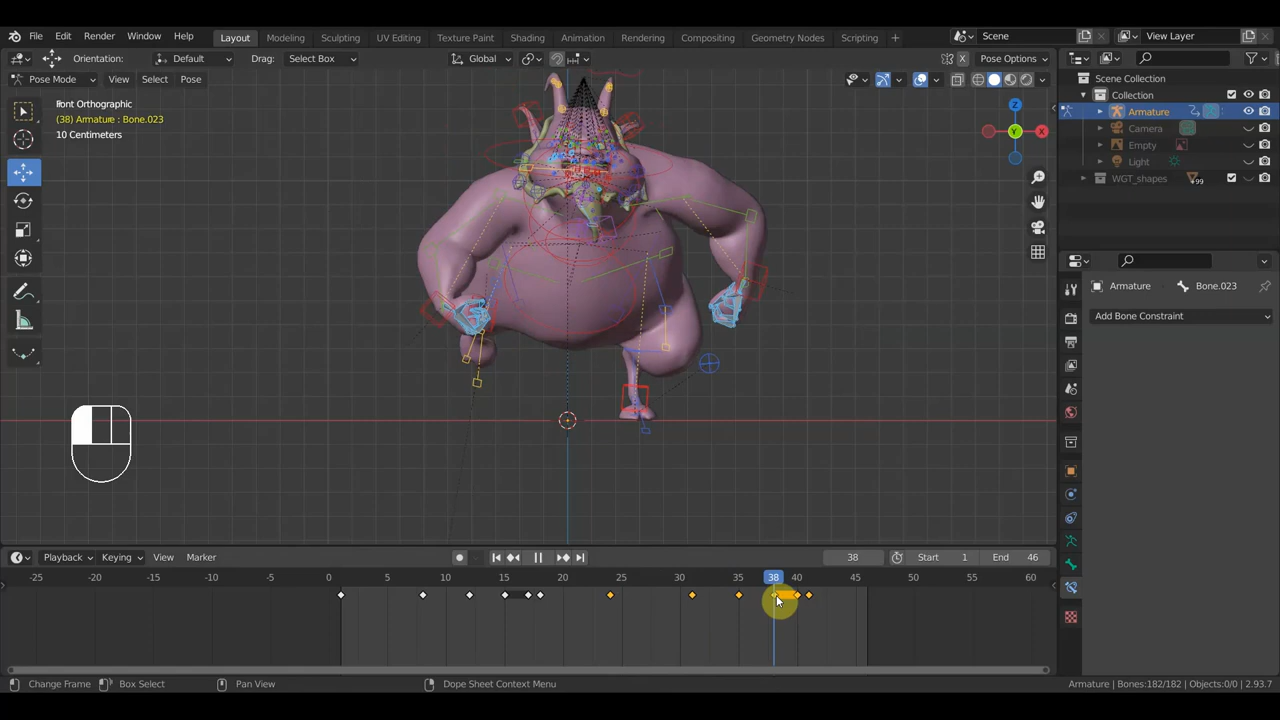 File Edit Render Window Help Layout Modeling Sculpting UV Editing Texture Paint Shading Animation Rendering Compositing Geometry Nodes Scripting + Scene View Layer
Orientation: Default Drag: Select Box Global Pose Options
Pose Mode View Select Pose
Scene Collection
Collection
Armature
Camera
Empty
Light
WGT_shapes 99
Front Orthographic
(38) Armature : Bone.023
10 Centimeters
Z
Y
X
Armature Bone.023
Add Bone Constraint
Playback Keying View Marker 38 Start 1 End 46
-25 -20 -15 -10 -5 0 5 10 15 20 25 30 35 38 40 45 50 55 60
Change Frame Box Select Pan View Dope Sheet Context Menu Armature | Bones:182/182 | Objects:0/0 | 2.93.7